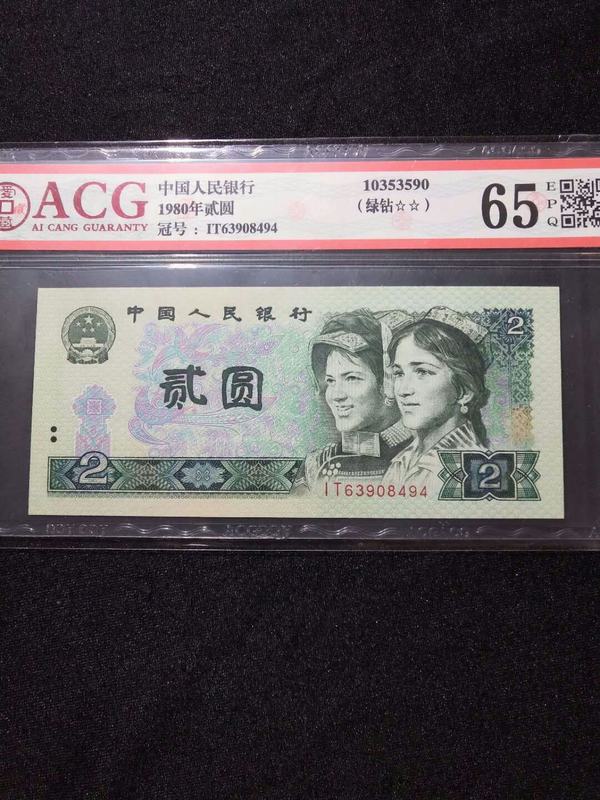 ACG
AI CANG GUARANTY
中国人民银行
1980年贰圆
冠号：IT63908494
10353590
（绿钻☆☆）
65
E
P
Q
中国人民银行
2
贰圆
2
IT63908494
2